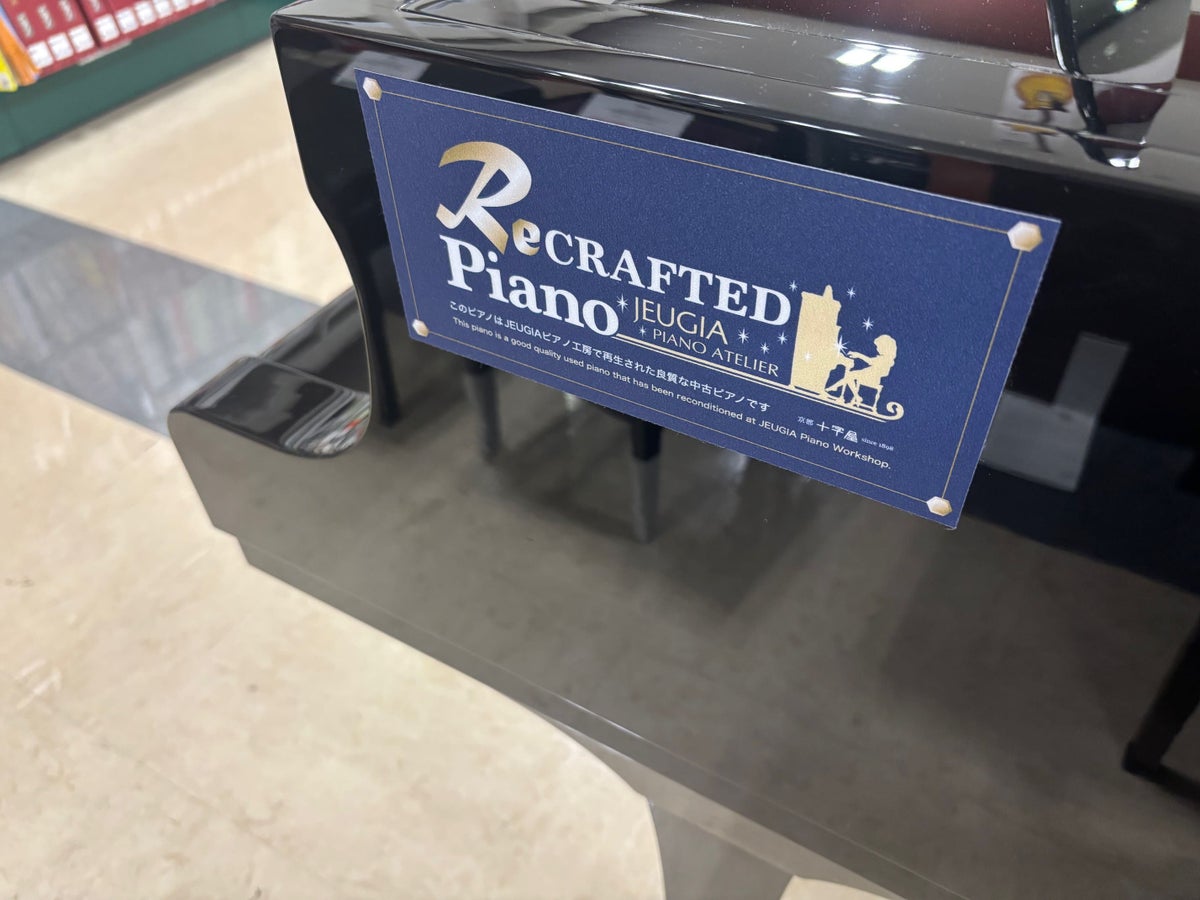 ReCRAFTED
Piano
JEUGIA
PIANO ATELIER
このピアノはJEUGIAピアノ工房で再生された良質な中古ピアノです
This piano is a good quality used piano that has been reconditioned at JEUGIA Piano Workshop.
京都 十字屋 since 1896